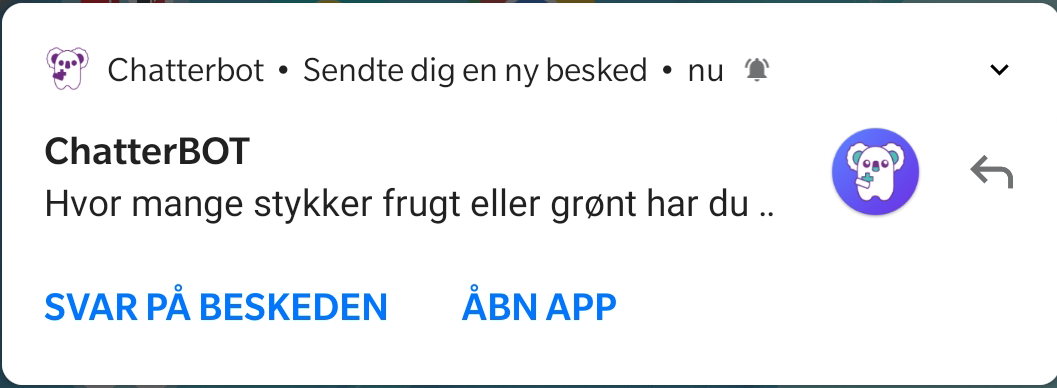 Chatterbot • Sendte dig en ny besked • nu
ChatterBOT
Hvor mange stykker frugt eller grønt har du ..
SVAR PÅ BESKEDEN ÅBN APP